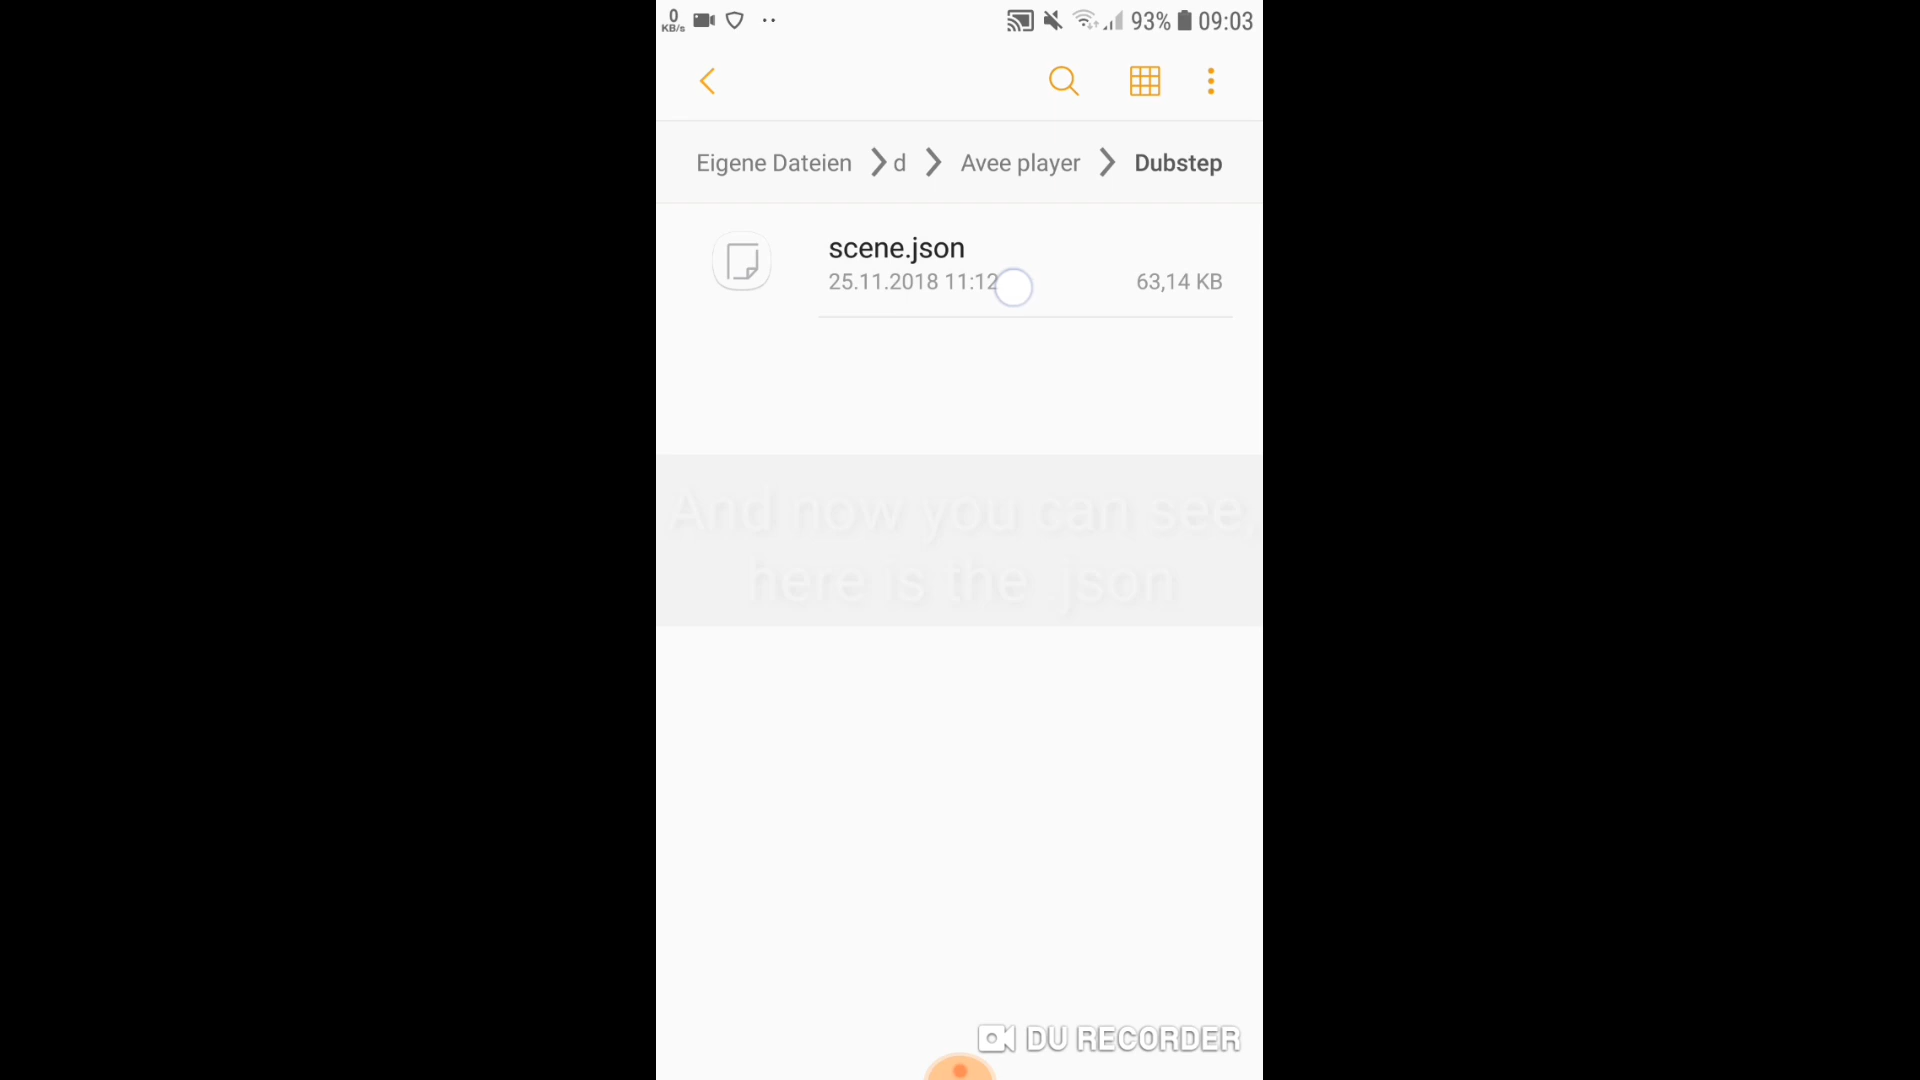 0
KB/s
93% 09:03
Eigene Dateien d Avee player Dubstep
scene.json
25.11.2018 11:12 63,14 KB
And now you can see,
here is the .json
DU RECORDER